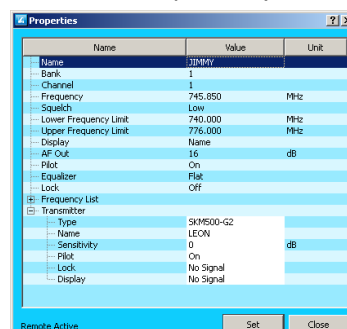 Properties
Name Value Unit
Name JIMMY
Bank 1
Channel 1
Frequency 745.850 MHz
Squelch Low
Lower Frequency Limit 740.000 MHz
Upper Frequency Limit 776.000 MHz
Display Name
AF Out 16 dB
Pilot On
Equalizer Flat
Lock Off
Frequency List
Transmitter
Type SKM500-G2
Name LEON
Sensitivity 0 dB
Pilot On
Lock No Signal
Display No Signal
Remote Active Set Close